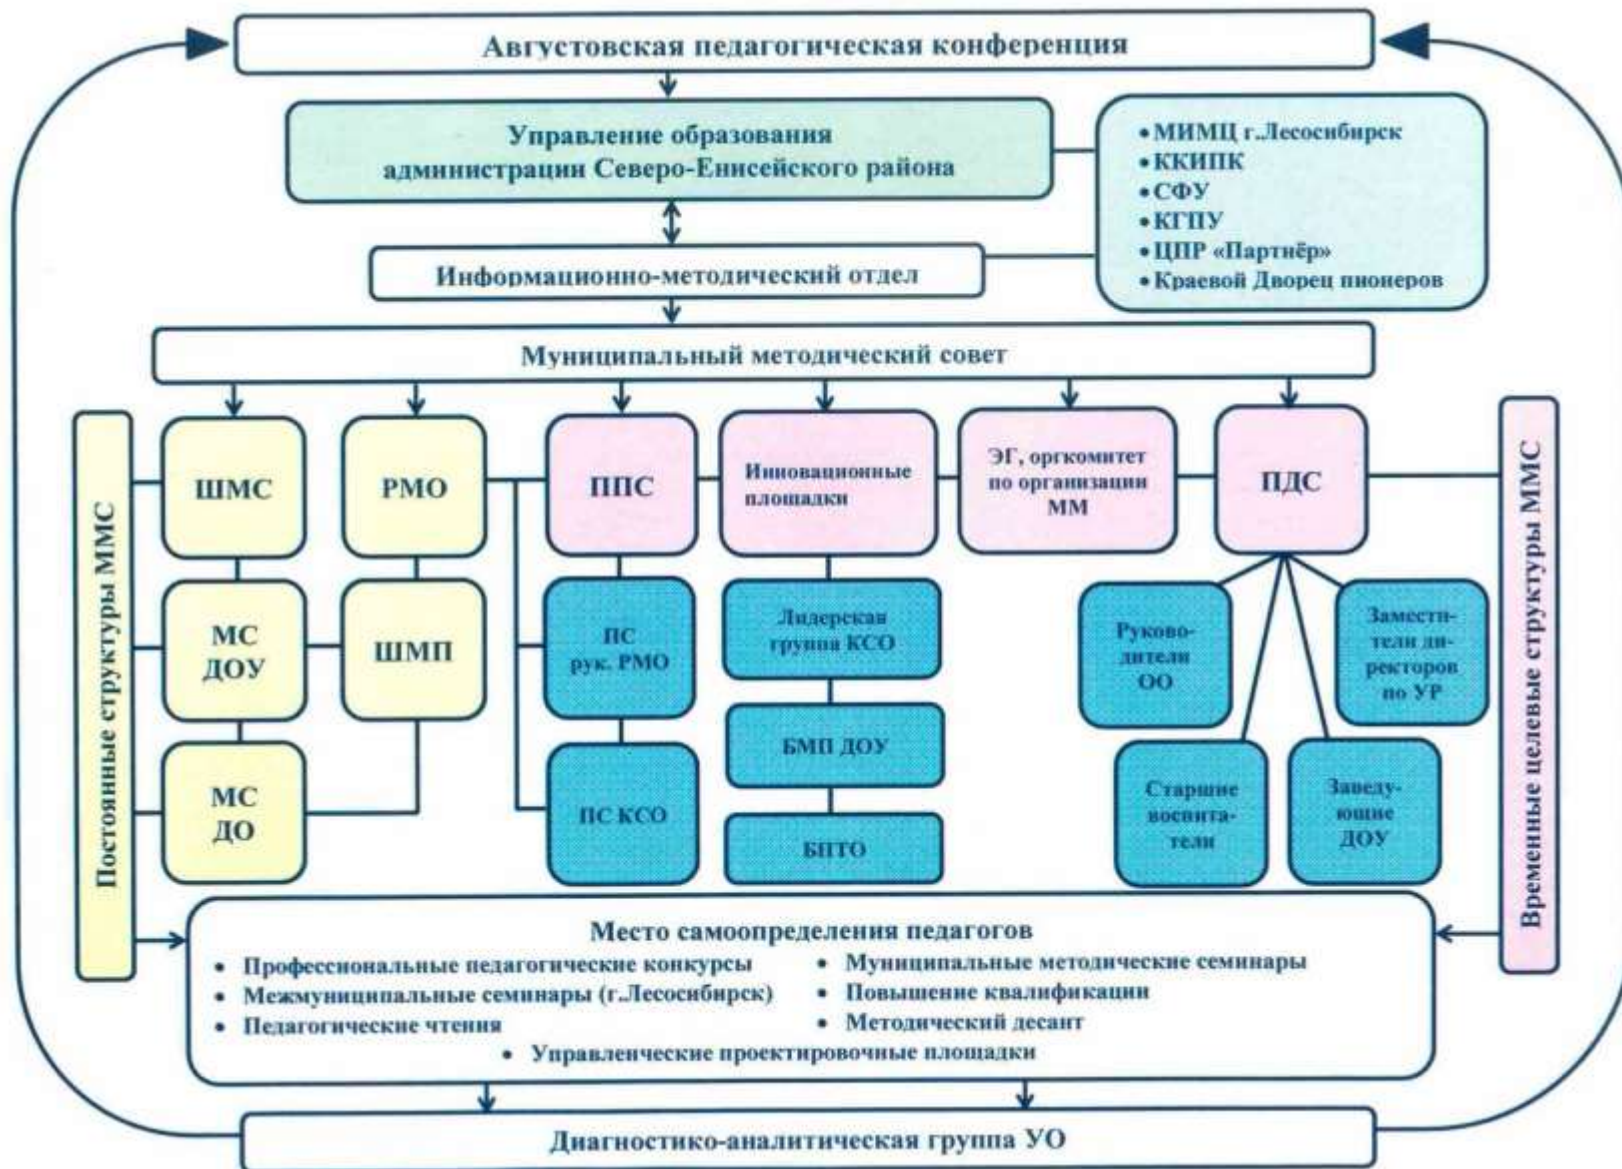 Августовская педагогическая конференция
Управление образования
администрации Северо-Енисейского района
• МИМЦ г.Лесосибирск
• ККИПК
• СФУ
• КГПУ
• ЦПР «Партнёр»
• Краевой Дворец пионеров
Информационно-методический отдел
Муниципальный методический совет
Постоянные структуры ММС
ШМС
РМО
ППС
Инновационные
площадки
ЭГ, оргкомитет
по организации
ММ
ПДС
Временные целевые структуры ММС
МС
ДОУ
ШМП
ПС
рук. РМО
Лидерская
группа КСО
Руково-
дители
ОО
Замести-
тели ди-
ректоров
по УР
МС
ДО
ПС КСО
БМП ДОУ
БПТО
Старшие
воспита-
тели
Заведу-
ющие
ДОУ
Место самоопределения педагогов
• Профессиональные педагогические конкурсы
• Межмуниципальные семинары (г.Лесосибирск)
• Педагогические чтения
• Муниципальные методические семинары
• Повышение квалификации
• Методический десант
• Управленческие проектировочные площадки
Диагностико-аналитическая группа УО